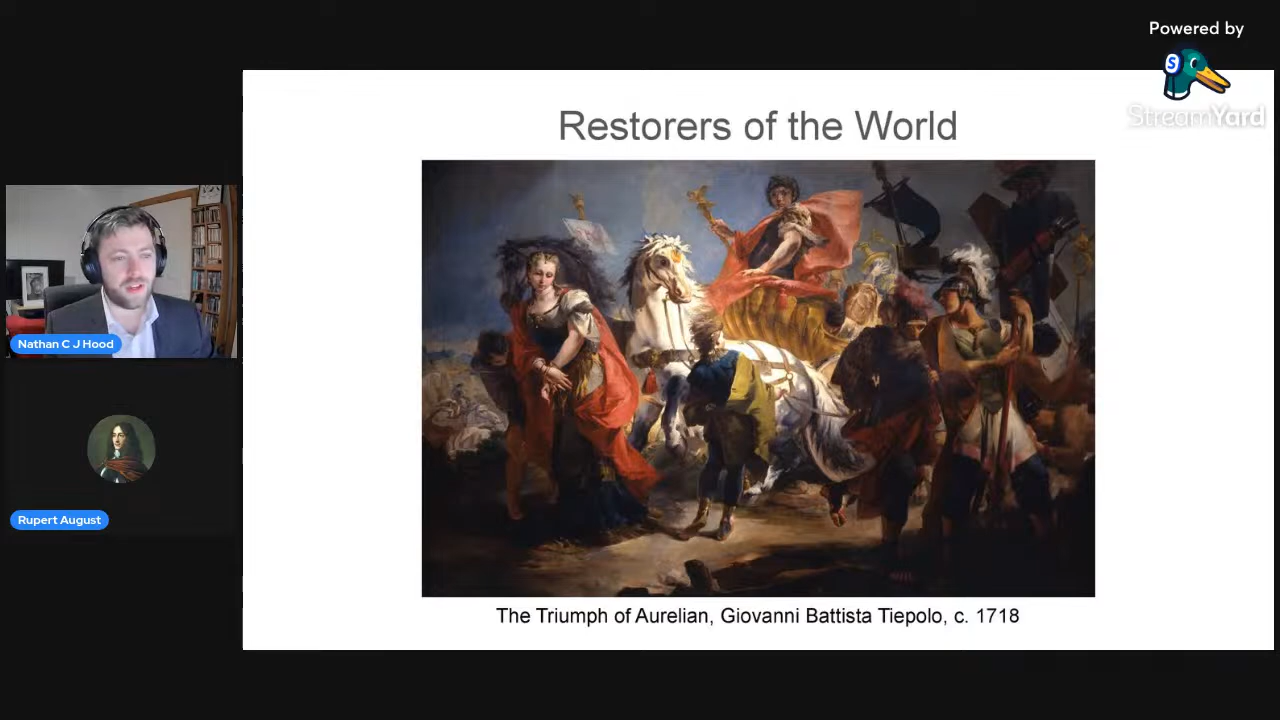 Powered by
S
StreamYard
Restorers of the World
Nathan C J Hood
Rupert August
The Triumph of Aurelian, Giovanni Battista Tiepolo, c. 1718